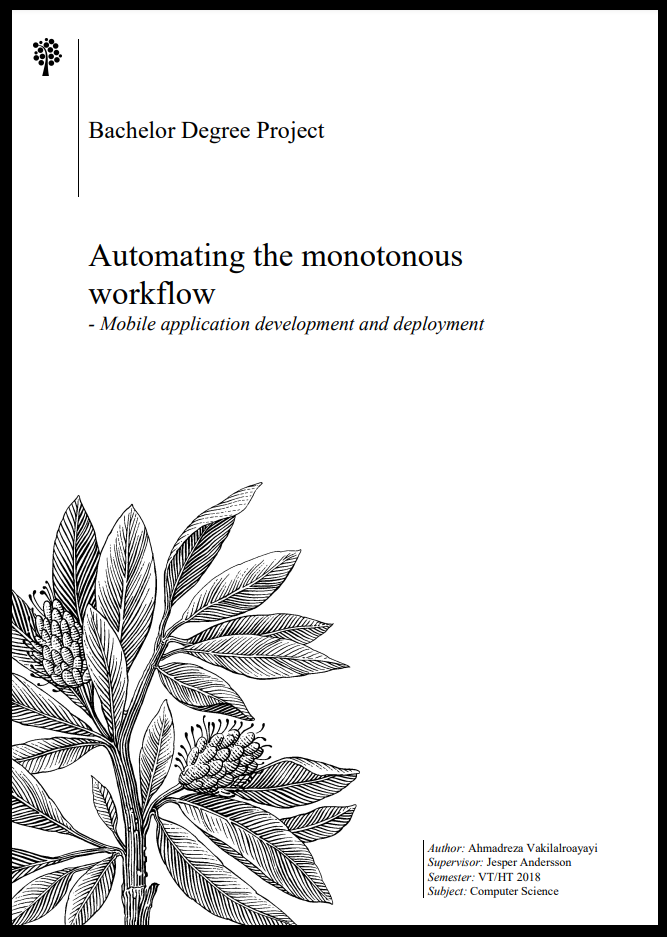 Bachelor Degree Project
Automating the monotonous
workflow
- Mobile application development and deployment
Author: Ahmadreza Vakilalroayayi
Supervisor: Jesper Andersson
Semester: VT/HT 2018
Subject: Computer Science